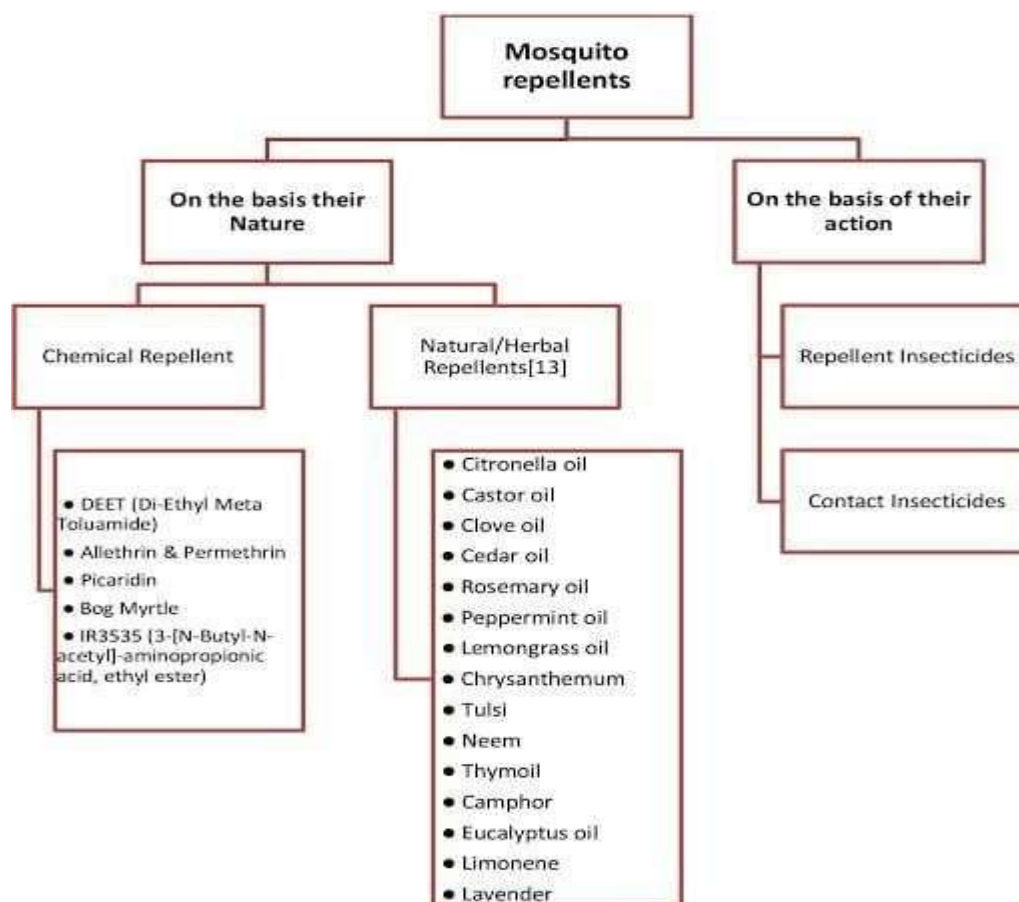 Mosquito
repellents
On the basis their
Nature
On the basis of their
action
Chemical Repellent
Natural/Herbal
Repellents[13]
Repellent Insecticides
Contact Insecticides
● DEET (Di-Ethyl Meta
Toluamide)
● Allethrin & Permethrin
● Picaridin
● Bog Myrtle
● IR3535 (3-[N-Butyl-N-
acetyl]-aminopropionic
acid, ethyl ester)
● Citronella oil
● Castor oil
● Clove oil
● Cedar oil
● Rosemary oil
● Peppermint oil
● Lemongrass oil
● Chrysanthemum
● Tulsi
● Neem
● Thymoil
● Camphor
● Eucalyptus oil
● Limonene
● Lavender